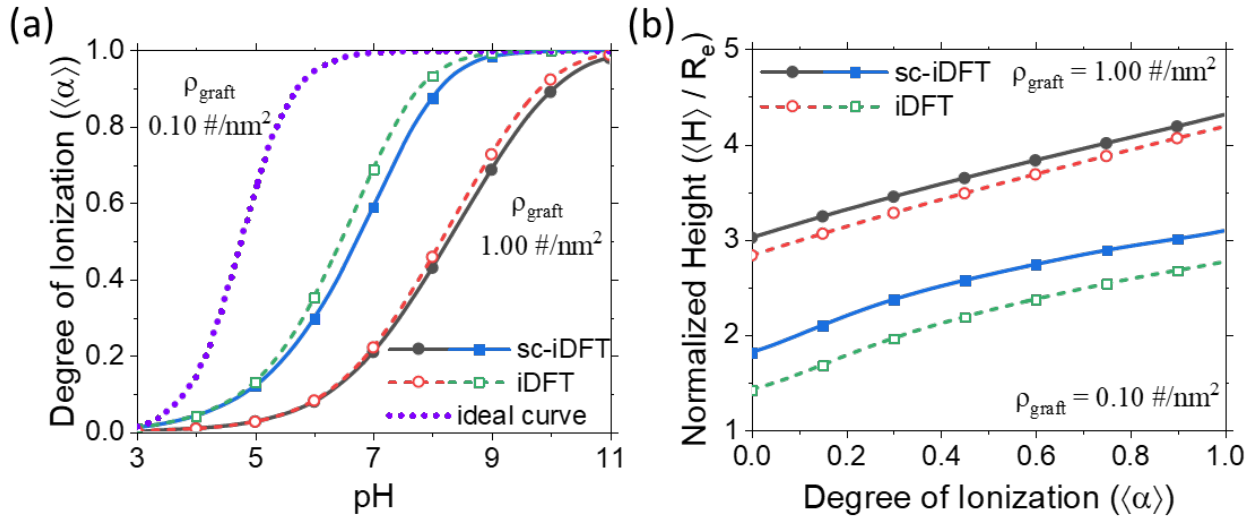 (a)
1.0
0.8
0.6
0.4
0.2
0.0
Degree of Ionization (⟨α⟩)
ρgraft
0.10 #/nm²
ρgraft
1.00 #/nm²
sc-iDFT
iDFT
ideal curve
3 5 7 9 11
pH
(b)
5
4
3
2
1
Normalized Height (⟨H⟩ / Re)
sc-iDFT
iDFT
ρgraft = 1.00 #/nm²
ρgraft = 0.10 #/nm²
0.0 0.2 0.4 0.6 0.8 1.0
Degree of Ionization (⟨α⟩)